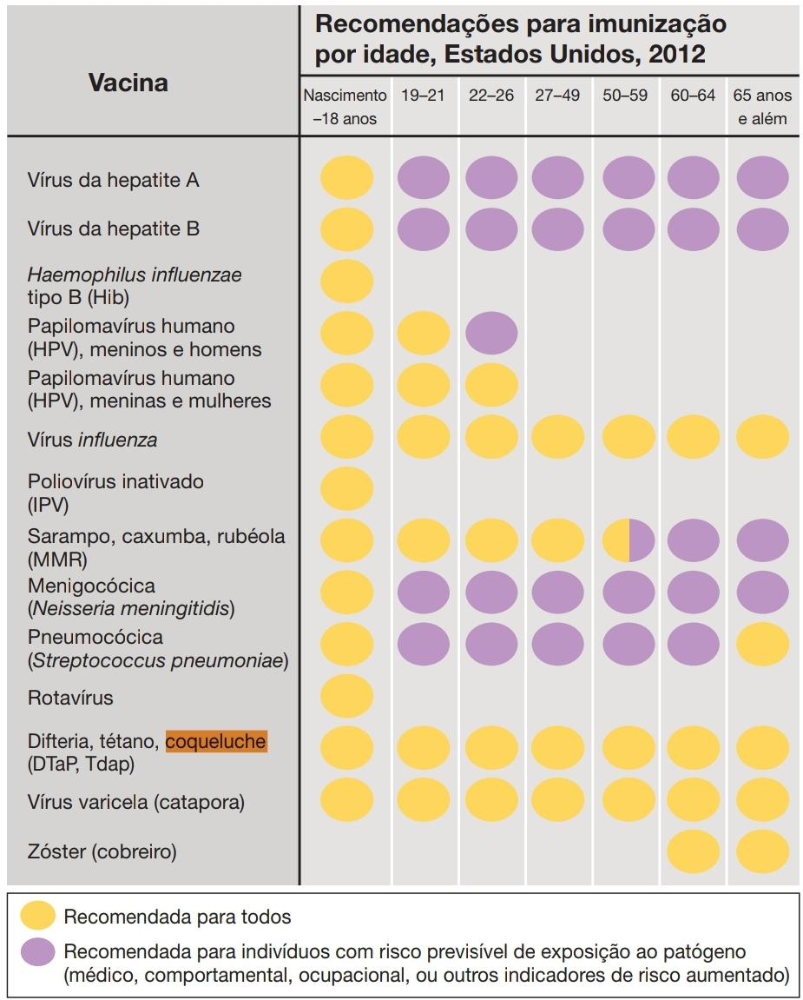 Vacina
Recomendações para imunização
por idade, Estados Unidos, 2012
Nascimento
–18 anos
19–21
22–26
27–49
50–59
60–64
65 anos
e além
Vírus da hepatite A
Vírus da hepatite B
Haemophilus influenzae
tipo B (Hib)
Papilomavírus humano
(HPV), meninos e homens
Papilomavírus humano
(HPV), meninas e mulheres
Vírus influenza
Poliovírus inativado
(IPV)
Sarampo, caxumba, rubéola
(MMR)
Menigocócica
(Neisseria meningitidis)
Pneumocócica
(Streptococcus pneumoniae)
Rotavírus
Difteria, tétano, coqueluche
(DTaP, Tdap)
Vírus varicela (catapora)
Zóster (cobreiro)
Recomendada para todos
Recomendada para indivíduos com risco previsível de exposição ao patógeno
(médico, comportamental, ocupacional, ou outros indicadores de risco aumentado)